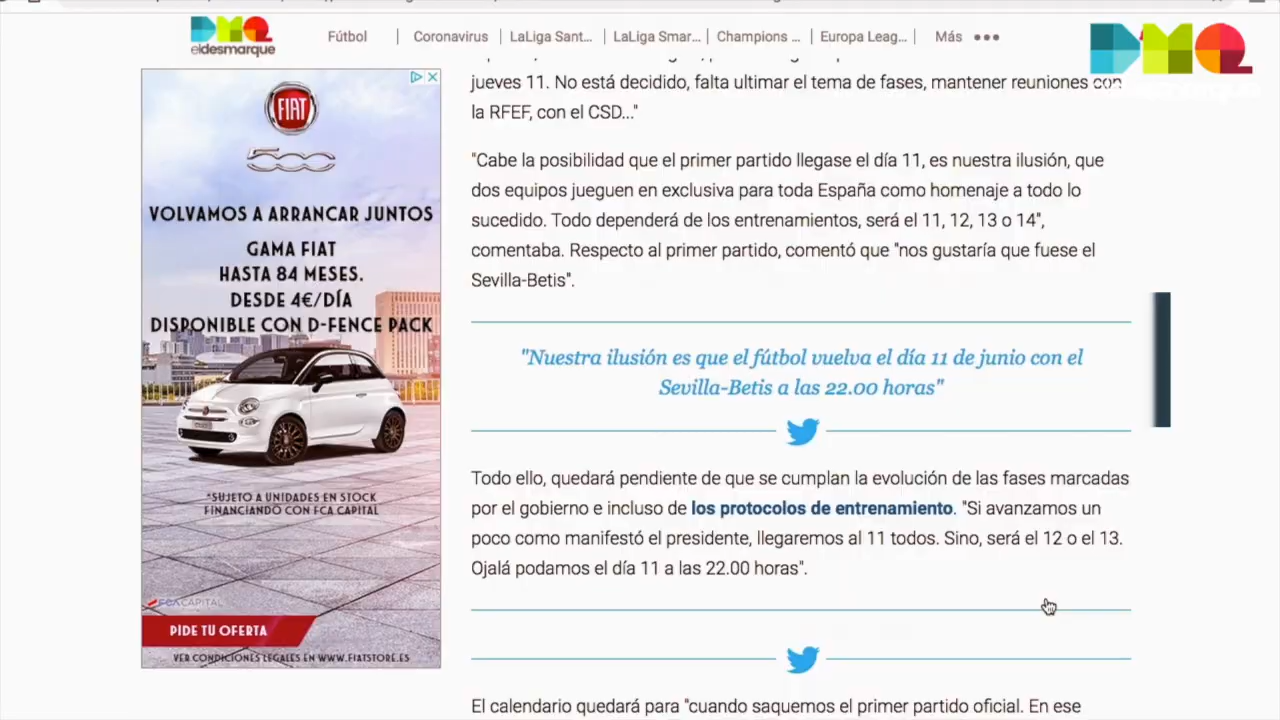 DMQ
eldesmarque
Fútbol
Coronavirus
LaLiga Sant...
LaLiga Smar...
Champions ...
Europa Leag...
Más
DMQ
jueves 11. No está decidido, falta ultimar el tema de fases, mantener reuniones con
la RFEF, con el CSD..."
"Cabe la posibilidad que el primer partido llegase el día 11, es nuestra ilusión, que
dos equipos jueguen en exclusiva para toda España como homenaje a todo lo
sucedido. Todo dependerá de los entrenamientos, será el 11, 12, 13 o 14",
comentaba. Respecto al primer partido, comentó que "nos gustaría que fuese el
Sevilla-Betis".
"Nuestra ilusión es que el fútbol vuelva el día 11 de junio con el
Sevilla-Betis a las 22.00 horas"
Todo ello, quedará pendiente de que se cumplan la evolución de las fases marcadas
por el gobierno e incluso de los protocolos de entrenamiento. "Si avanzamos un
poco como manifestó el presidente, llegaremos al 11 todos. Sino, será el 12 o el 13.
Ojalá podamos el día 11 a las 22.00 horas".
El calendario quedará para "cuando saquemos el primer partido oficial. En ese
FIAT
500
VOLVAMOS A ARRANCAR JUNTOS
GAMA FIAT
HASTA 84 MESES.
DESDE 4€/DÍA
DISPONIBLE CON D-FENCE PACK
*SUJETO A UNIDADES EN STOCK
FINANCIANDO CON FCA CAPITAL
FCA CAPITAL
PIDE TU OFERTA
VER CONDICIONES LEGALES EN WWW.FIATSTORE.ES